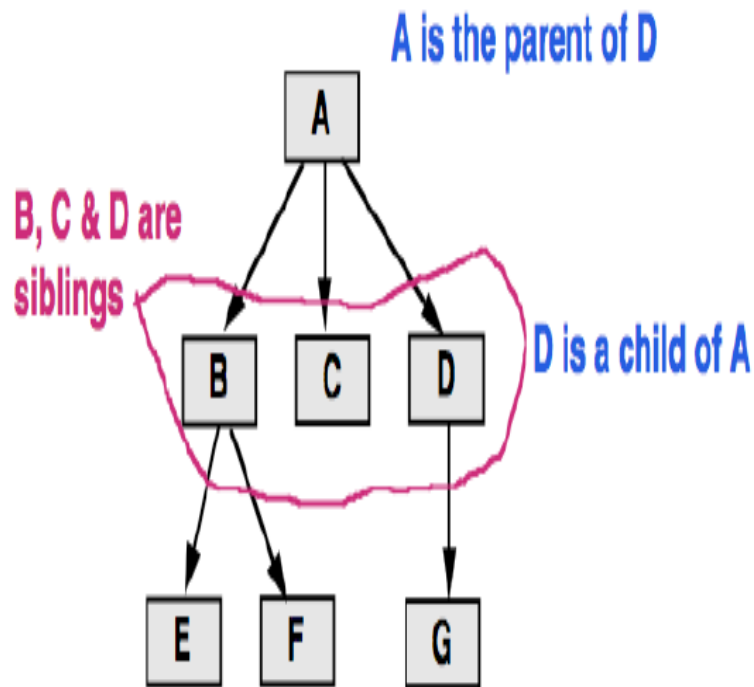 A is the parent of D
A
B, C & D are
siblings
B
C
D
D is a child of A
E
F
G